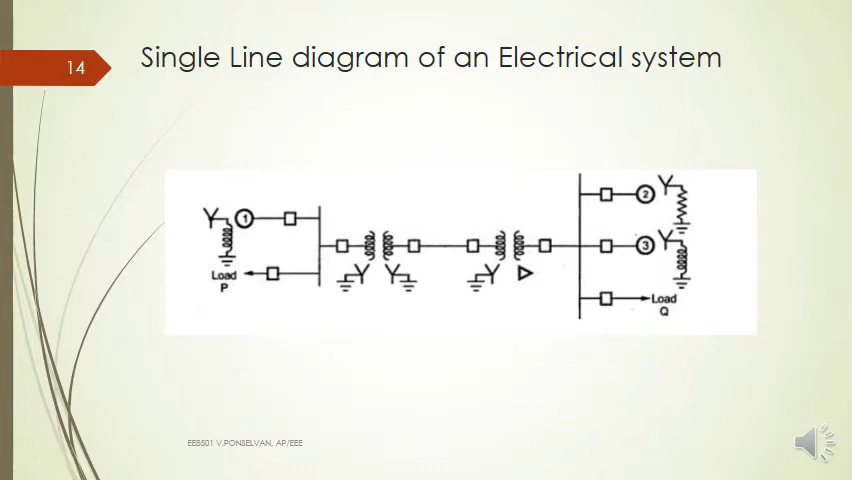 14
Single Line diagram of an Electrical system
1
2
3
Load
P
Load
Q
EE8501 V.PONSELVAN, AP/EEE